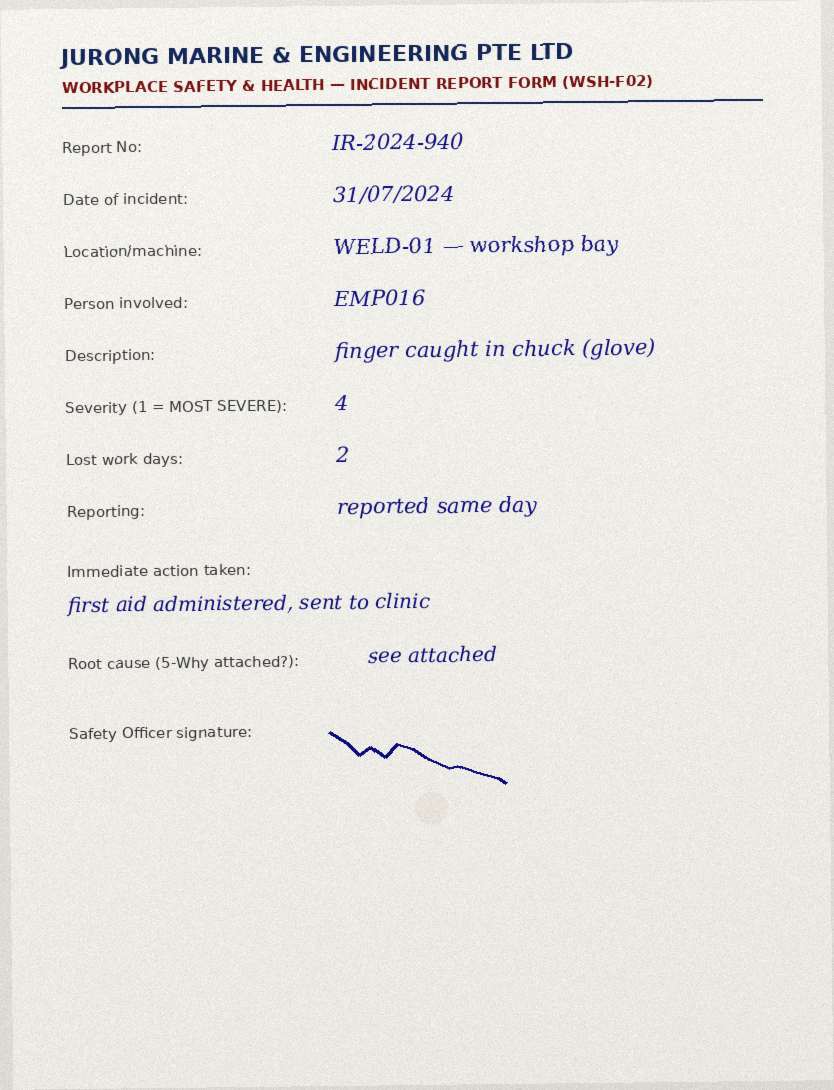 JURONG MARINE & ENGINEERING PTE LTD
WORKPLACE SAFETY & HEALTH — INCIDENT REPORT FORM (WSH-F02)
Report No: IR-2024-940
Date of incident: 31/07/2024
Location/machine: WELD-01 — workshop bay
Person involved: EMP016
Description: finger caught in chuck (glove)
Severity (1 = MOST SEVERE): 4
Lost work days: 2
Reporting: reported same day
Immediate action taken:
first aid administered, sent to clinic
Root cause (5-Why attached?): see attached
Safety Officer signature: